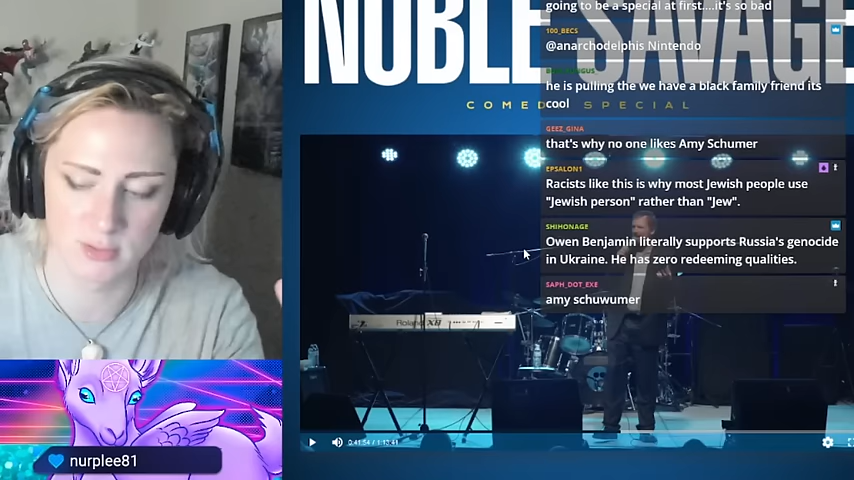 going to be a special at first....it's so bad
NOBLE SAVAGE
COMEDY SPECIAL
100_BECS
@anarchodelphis Nintendo
he is pulling the we have a black family friend its
cool
GEEZ_GINA
that's why no one likes Amy Schumer
EPSALON1
Racists like this is why most Jewish people use
"Jewish person" rather than "Jew".
SHIHONAGE
Owen Benjamin literally supports Russia's genocide
in Ukraine. He has zero redeeming qualities.
SAPH_DOT_EXE
amy schuwumer
Roland
nurplee81